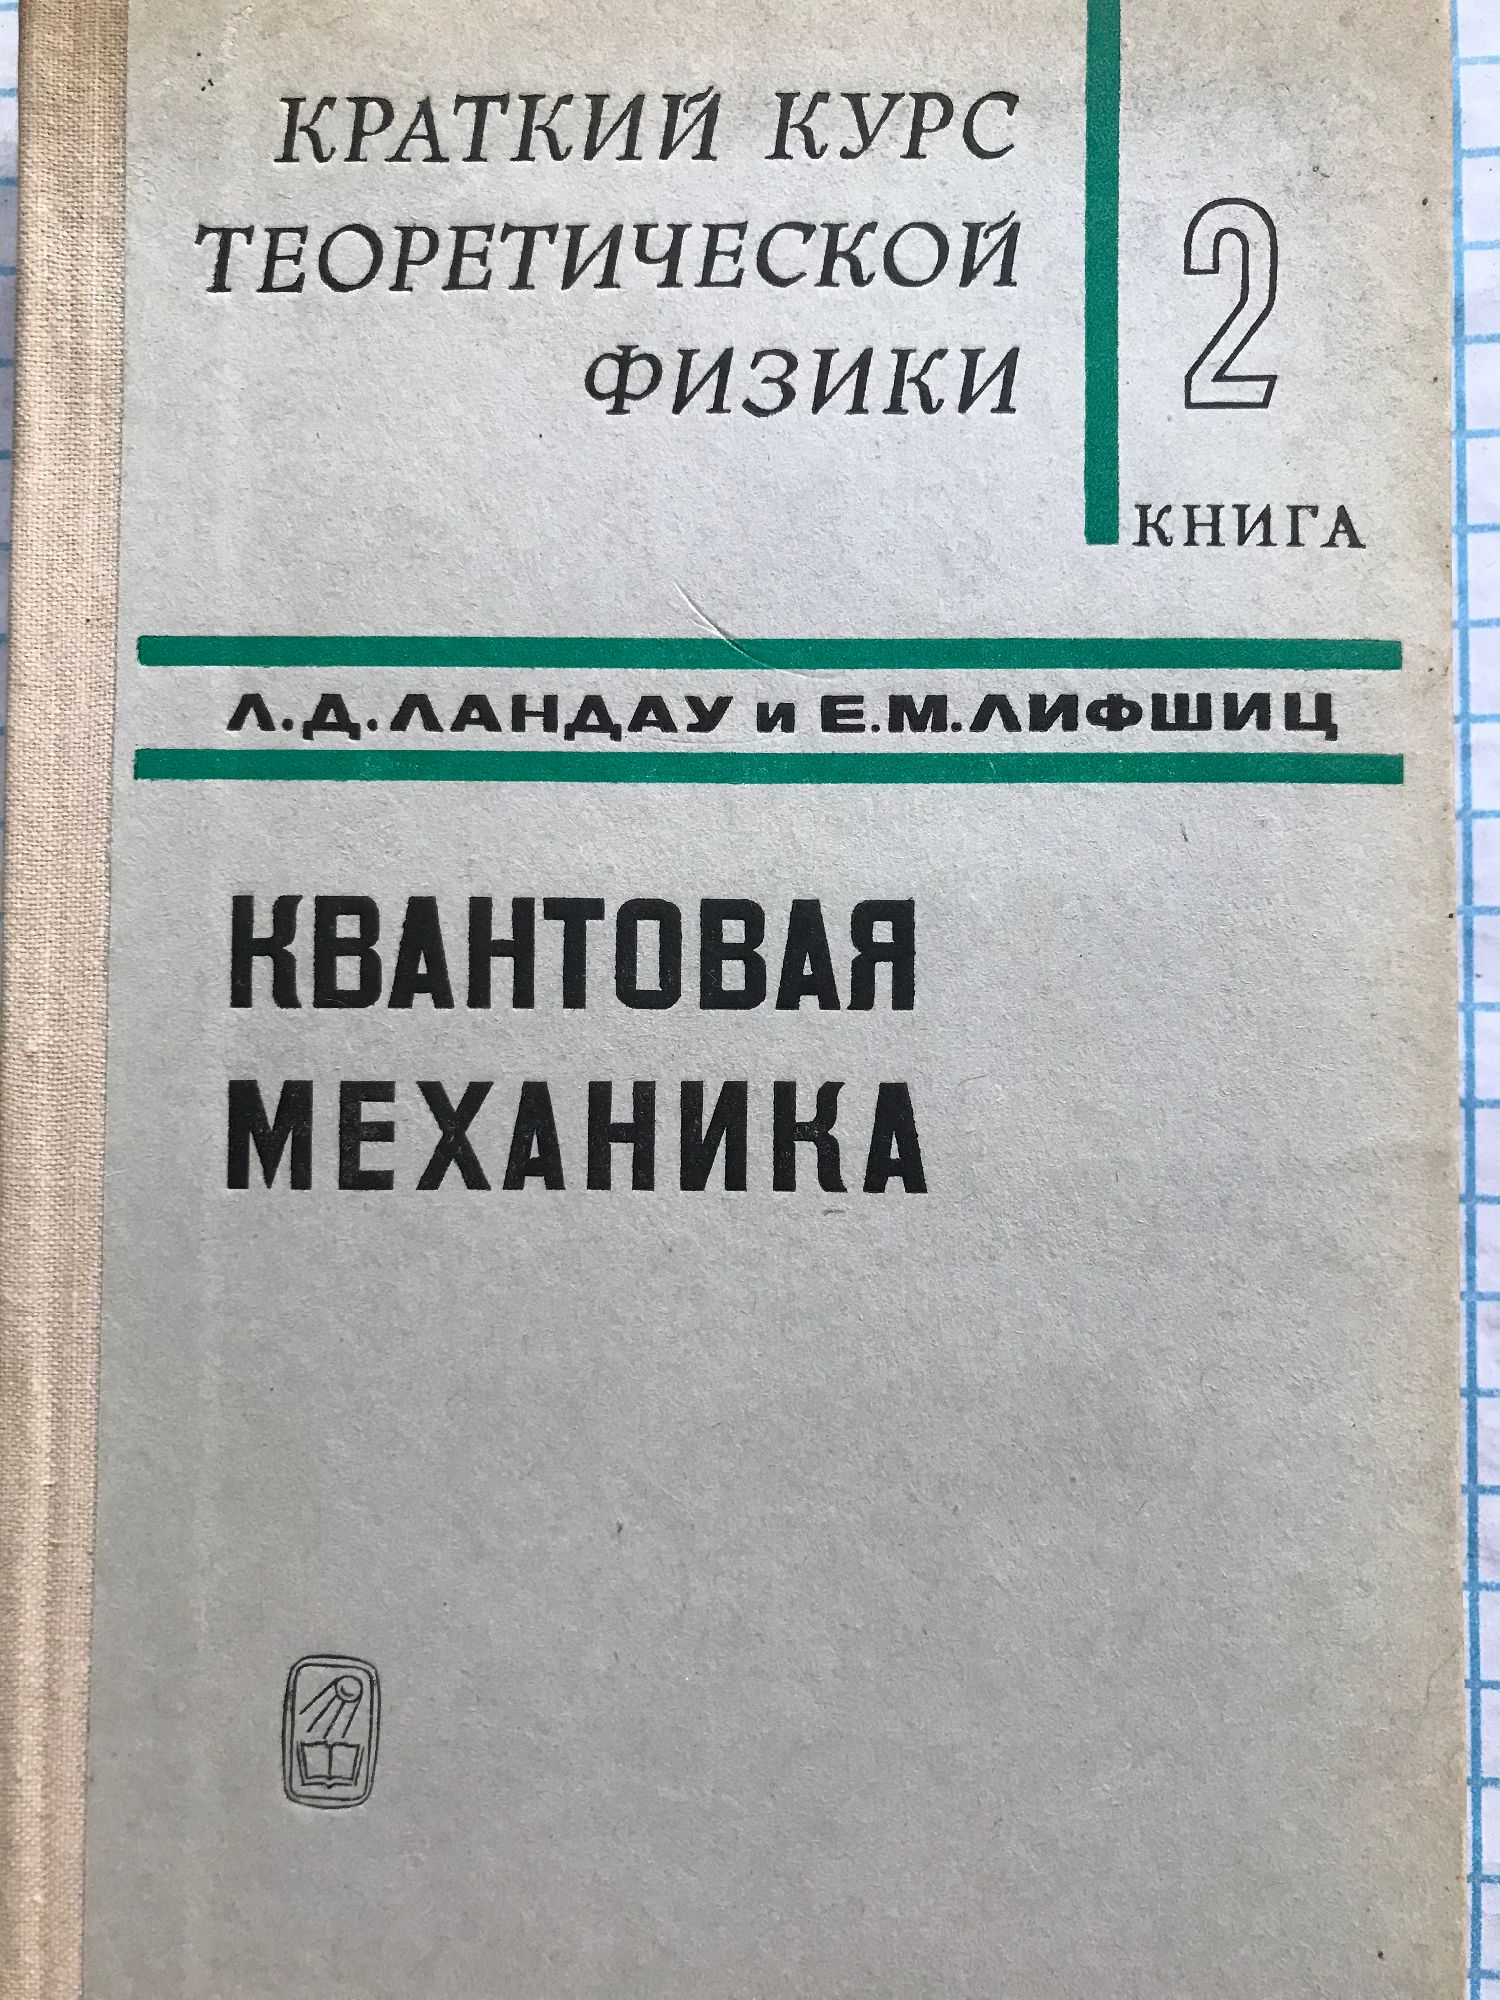 КРАТКИЙ КУРС
ТЕОРЕТИЧЕСКОЙ
ФИЗИКИ
2
КНИГА
Л.Д.ЛАНДАУ и Е.М.ЛИФШИЦ
КВАНТОВАЯ
МЕХАНИКА